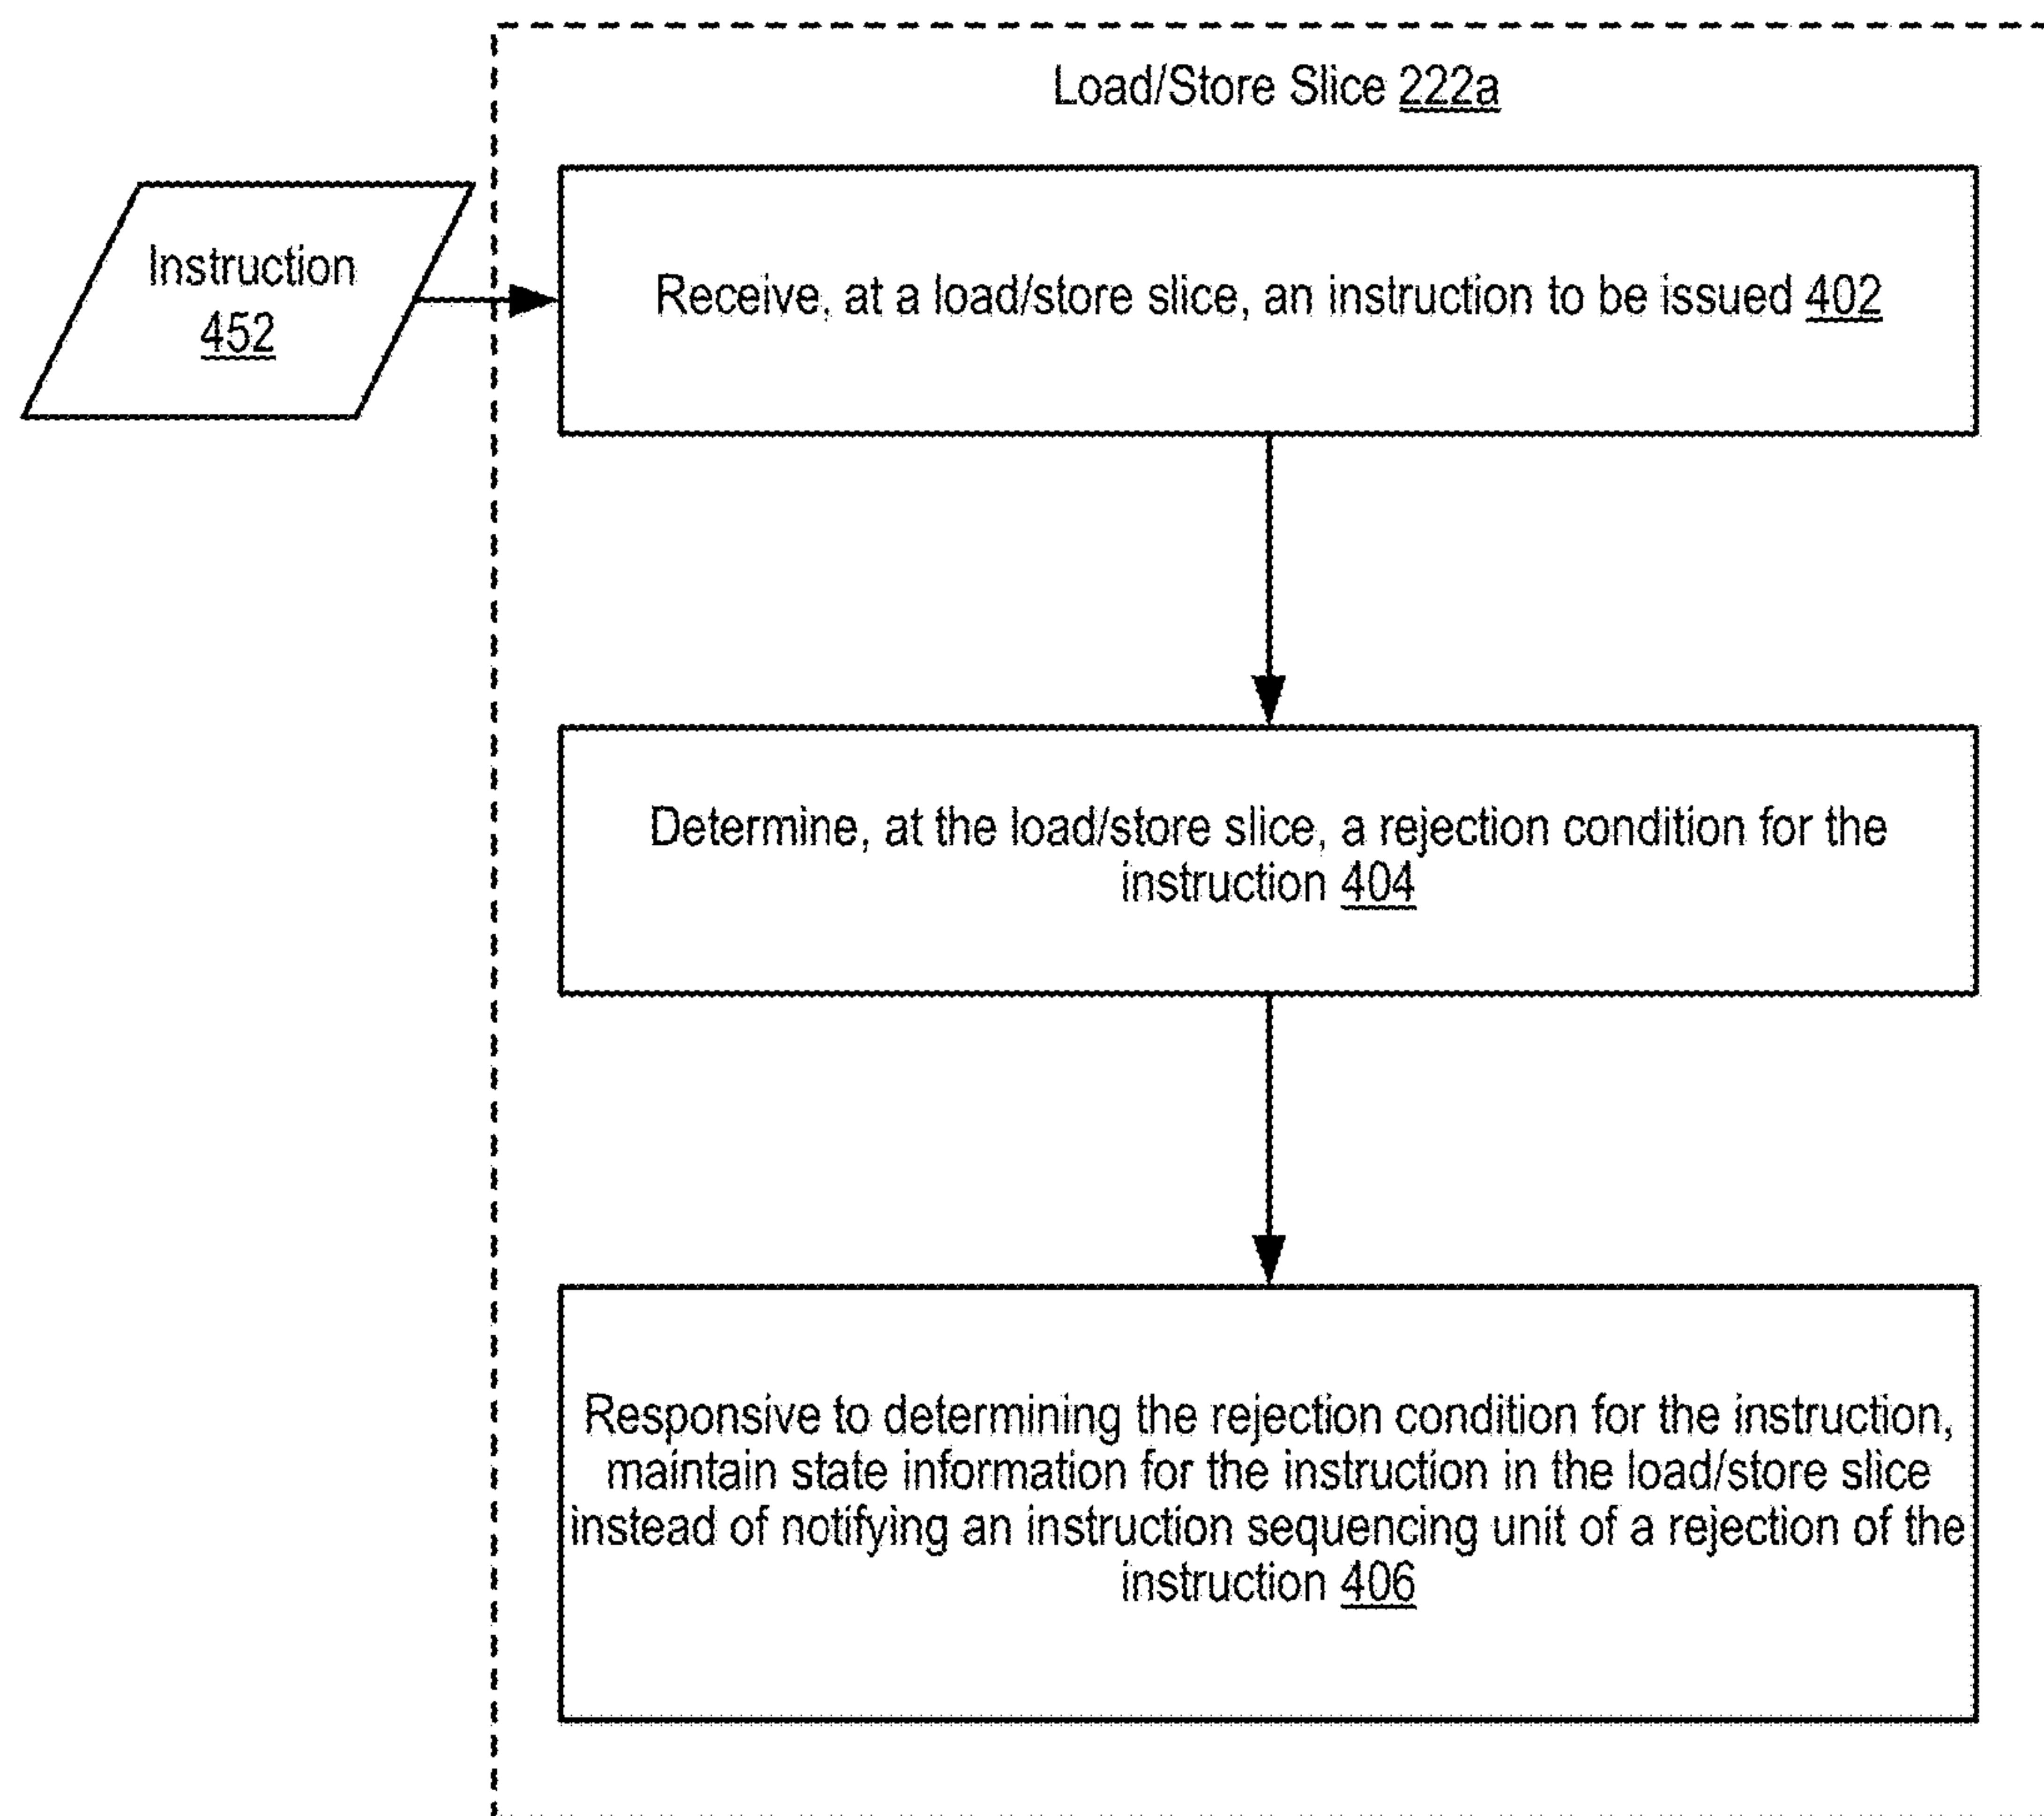 Load/Store Slice 222a
Instruction
452
Receive, at a load/store slice, an instruction to be issued 402
Determine, at the load/store slice, a rejection condition for the
instruction 404
Responsive to determining the rejection condition for the instruction,
maintain state information for the instruction in the load/store slice
instead of notifying an instruction sequencing unit of a rejection of the
instruction 406